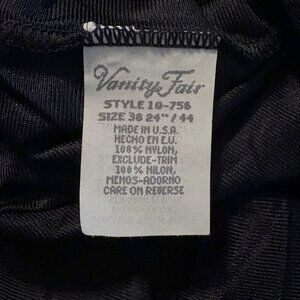 Vanity Fair
STYLE 10-756
SIZE 38 24"/44
MADE IN U.S.A.
HECHO EN E.U.
100% NYLON,
EXCLUDE-TRIM
100% NILON,
MENOS-ADORNO
CARE ON REVERSE